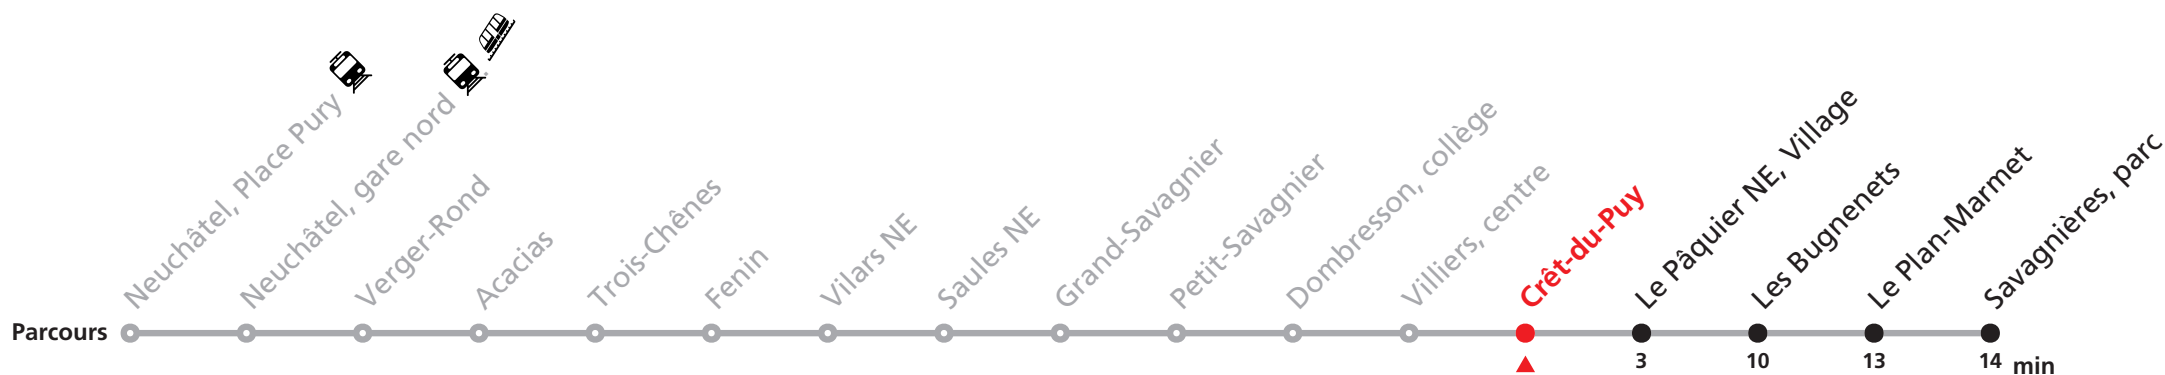 Neuchâtel, Place Pury
Neuchâtel, gare nord
Verger-Rond
Acacias
Trois-Chênes
Fenin
Vilars NE
Saules NE
Grand-Savagnier
Petit-Savagnier
Dombresson, collège
Villiers, centre
Crêt-du-Puy
Le Pâquier NE, Village
Les Bugnenets
Le Plan-Marmet
Savagnières, parc
Parcours
3 10 13 14 min